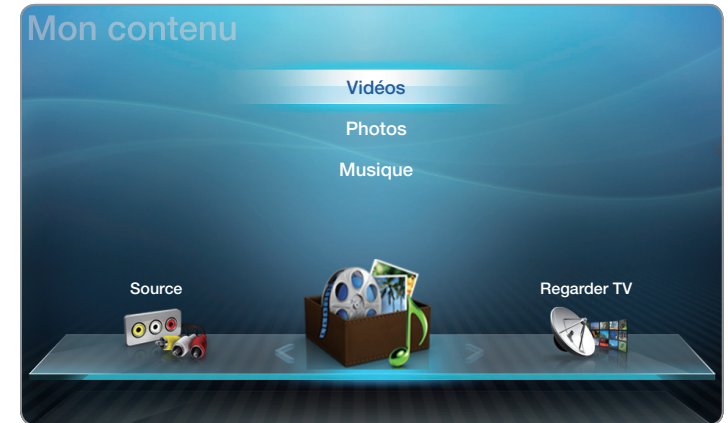 Mon contenu
Vidéos
Photos
Musique
Source
Regarder TV